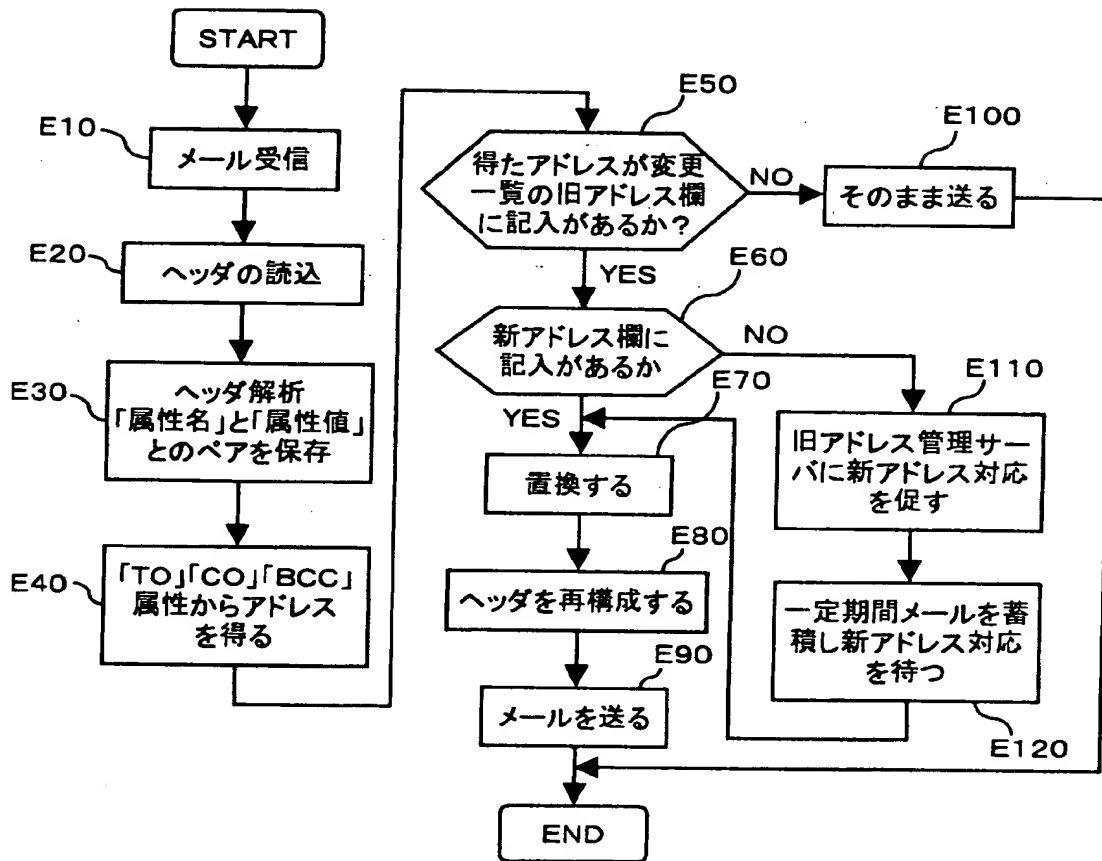 START
E10
メール受信
E20
ヘッダの読込
E30
ヘッダ解析
「属性名」と「属性値」
とのペアを保存
E40
「TO」「CO」「BCC」
属性からアドレス
を得る
E50
得たアドレスが変更
一覧の旧アドレス欄
に記入があるか?
NO
E100
そのまま送る
YES
E60
新アドレス欄に
記入があるか
NO
YES
E70
置換する
E80
ヘッダを再構成する
E90
メールを送る
E110
旧アドレス管理サー
バに新アドレス対応
を促す
一定期間メールを蓄
積し新アドレス対応
を待つ
E120
END